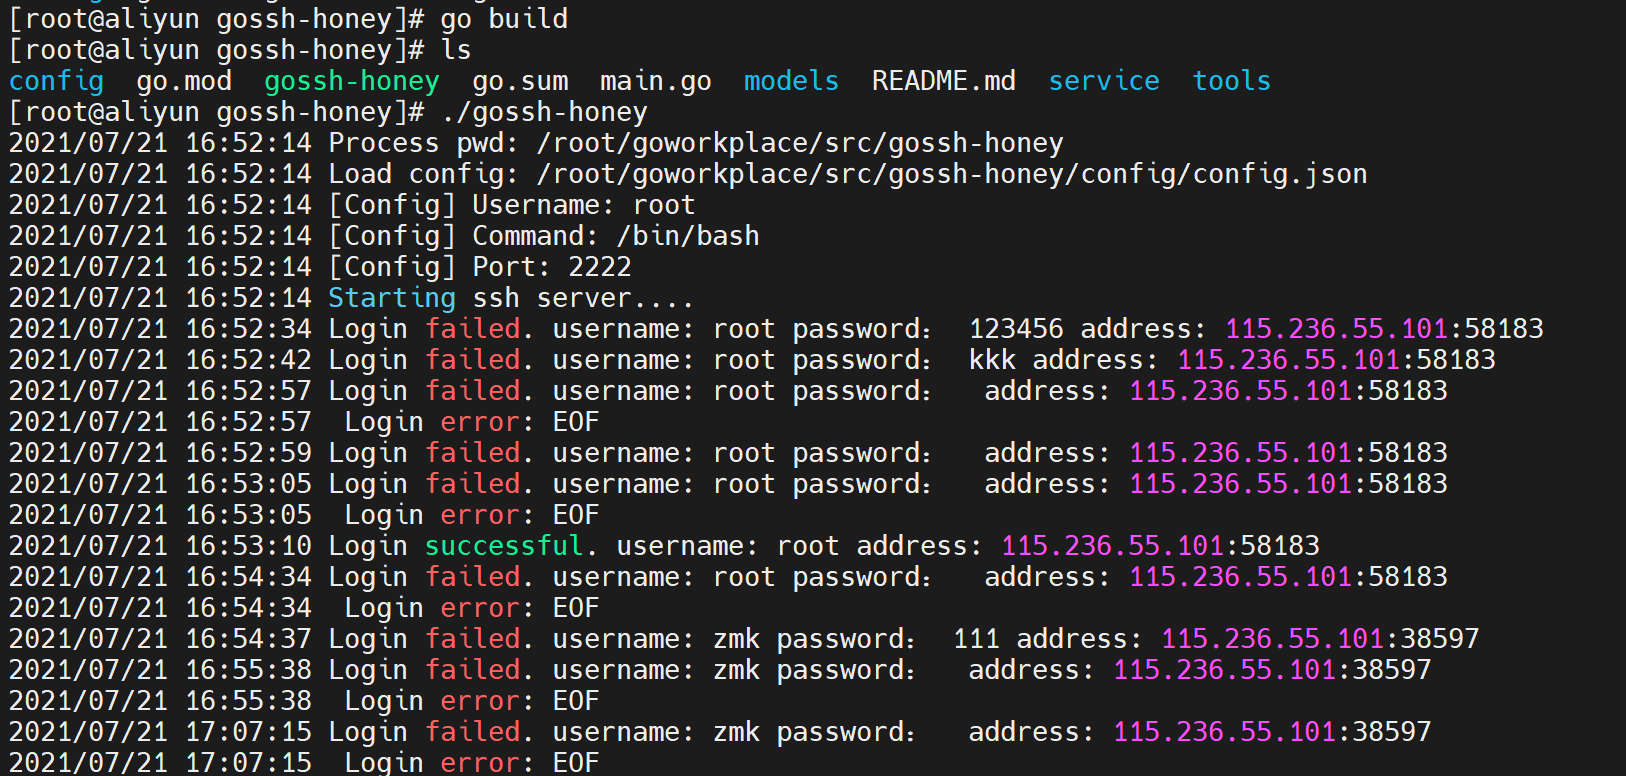 [root@aliyun gossh-honey]# go build
[root@aliyun gossh-honey]# ls
config  go.mod  gossh-honey  go.sum  main.go  models  README.md  service  tools
[root@aliyun gossh-honey]# ./gossh-honey
2021/07/21 16:52:14 Process pwd: /root/goworkplace/src/gossh-honey
2021/07/21 16:52:14 Load config: /root/goworkplace/src/gossh-honey/config/config.json
2021/07/21 16:52:14 [Config] Username: root
2021/07/21 16:52:14 [Config] Command: /bin/bash
2021/07/21 16:52:14 [Config] Port: 2222
2021/07/21 16:52:14 Starting ssh server....
2021/07/21 16:52:34 Login failed. username: root password： 123456 address: 115.236.55.101:58183
2021/07/21 16:52:42 Login failed. username: root password： kkk address: 115.236.55.101:58183
2021/07/21 16:52:57 Login failed. username: root password：  address: 115.236.55.101:58183
2021/07/21 16:52:57  Login error: EOF
2021/07/21 16:52:59 Login failed. username: root password：  address: 115.236.55.101:58183
2021/07/21 16:53:05 Login failed. username: root password：  address: 115.236.55.101:58183
2021/07/21 16:53:05  Login error: EOF
2021/07/21 16:53:10 Login successful. username: root address: 115.236.55.101:58183
2021/07/21 16:54:34 Login failed. username: root password：  address: 115.236.55.101:58183
2021/07/21 16:54:34  Login error: EOF
2021/07/21 16:54:37 Login failed. username: zmk password： 111 address: 115.236.55.101:38597
2021/07/21 16:55:38 Login failed. username: zmk password：  address: 115.236.55.101:38597
2021/07/21 16:55:38  Login error: EOF
2021/07/21 17:07:15 Login failed. username: zmk password：  address: 115.236.55.101:38597
2021/07/21 17:07:15  Login error: EOF